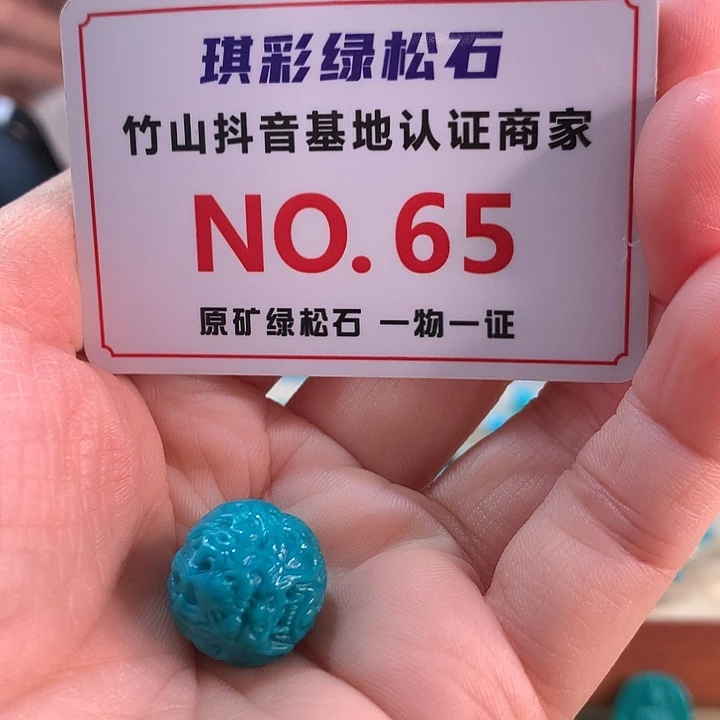 琪彩绿松石
竹山抖音基地认证商家
NO.65
原矿绿松石 一物一证